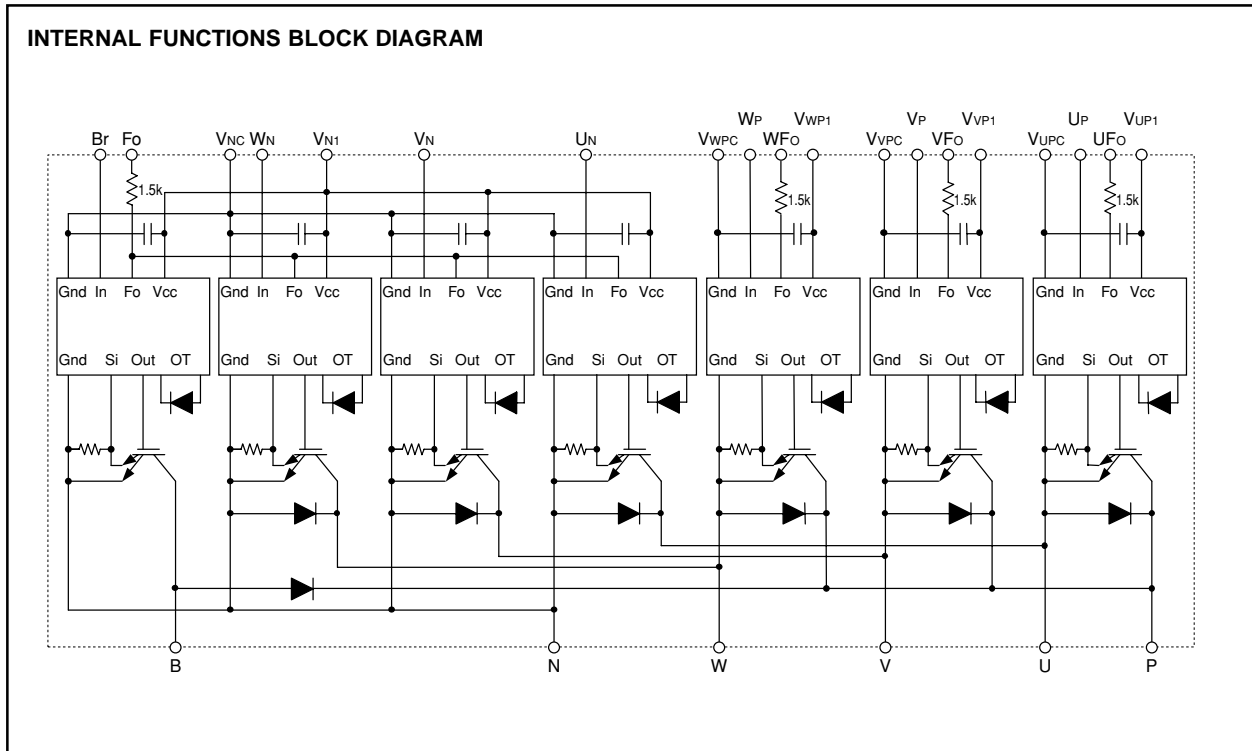 INTERNAL FUNCTIONS BLOCK DIAGRAM
WP VWP1 VP VVP1 UP VUP1
Br Fo VNC WN VN1 VN UN VWPC WFO VVPC VFO VUPC UFO
1.5k 1.5k 1.5k 1.5k
Gnd In Fo Vcc Gnd In Fo Vcc Gnd In Fo Vcc Gnd In Fo Vcc Gnd In Fo Vcc Gnd In Fo Vcc Gnd In Fo Vcc
Gnd Si Out OT Gnd Si Out OT Gnd Si Out OT Gnd Si Out OT Gnd Si Out OT Gnd Si Out OT Gnd Si Out OT
B N W V U P